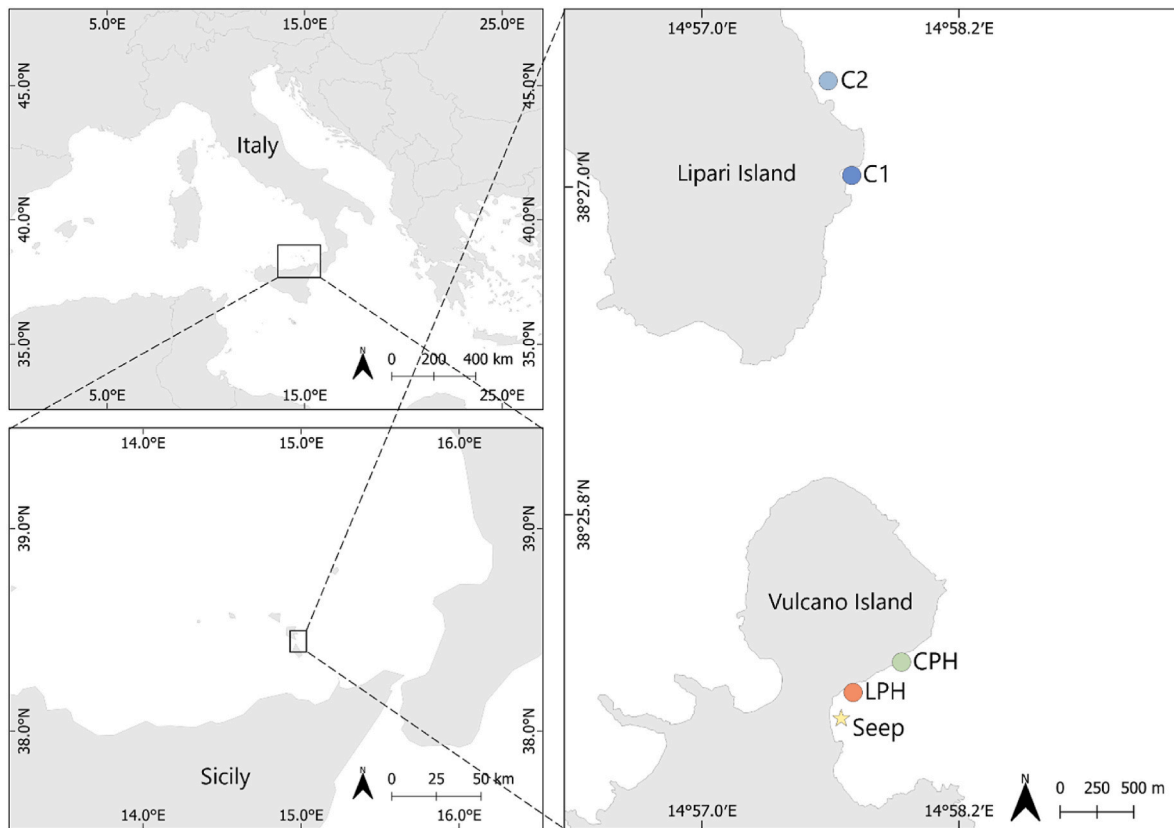 5.0°E 15.0°E 25.0°E
45.0°N 45.0°N
Italy
40.0°N 40.0°N
35.0°N 35.0°N
N
0 200 400 km
5.0°E 15.0°E 25.0°E
14.0°E 15.0°E 16.0°E
39.0°N 39.0°N
38.0°N 38.0°N
Sicily
N
0 25 50 km
14.0°E 15.0°E 16.0°E
14°57.0'E 14°58.2'E
C2
Lipari Island
C1
38°27.0'N
38°25.8'N
Vulcano Island
CPH
LPH
Seep
N
0 250 500 m
14°57.0'E 14°58.2'E